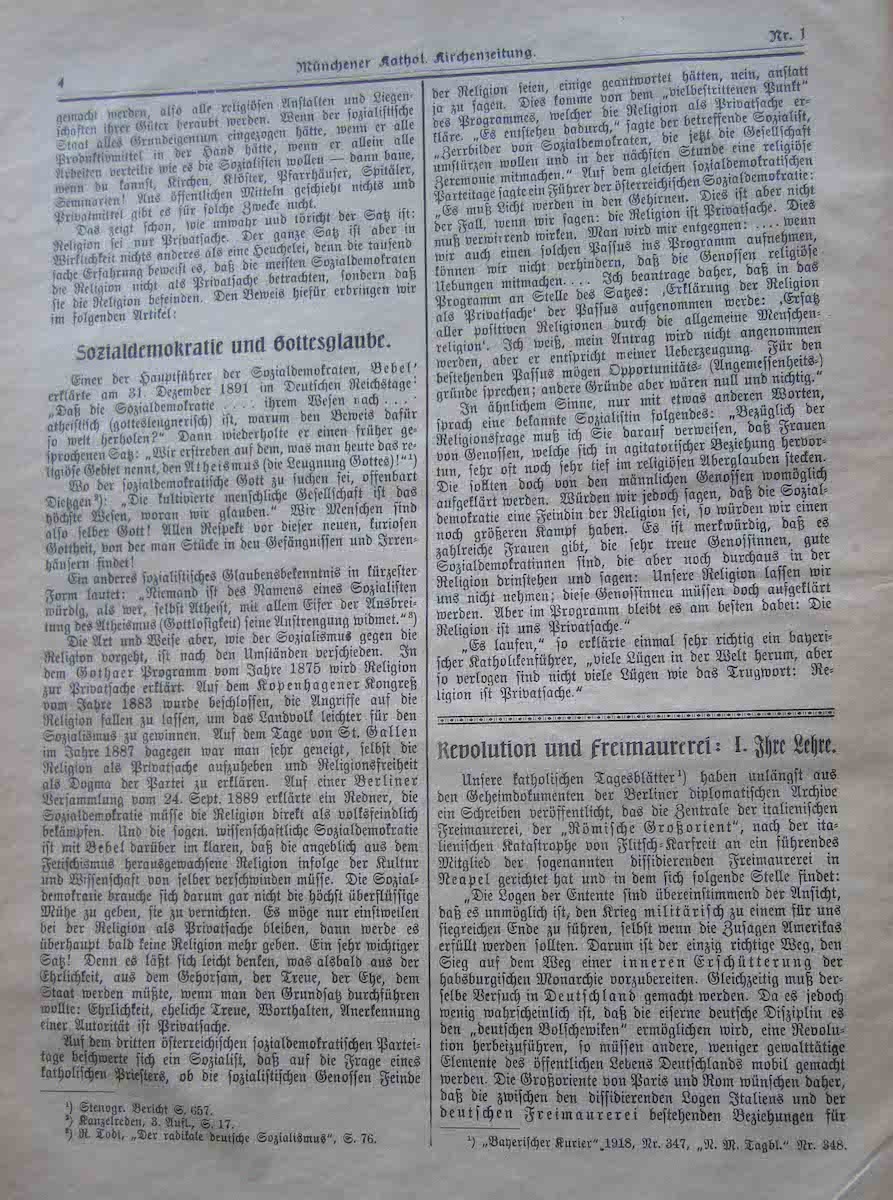 4
Münchener Kathol. Kirchenzeitung.
Nr. 1
gemacht werden, also alle religiösen Anstalten und Liegen-
schaften ihrer Güter beraubt werden. Wenn der sozialistische
Staat alles Grundeigentum eingezogen hätte, wenn er alle
Produktivmittel in der Hand hätte, wenn er allein alle
Arbeiten verteilte wie es die Sozialisten wollen — dann baue,
wenn du kannst, Kirchen, Klöster, Pfarrhäuser, Spitäler,
Seminarien! Aus öffentlichen Mitteln geschieht nichts und
Privatmittel gibt es für solche Zwecke nicht.
Das zeigt schon, wie unwahr und töricht der Satz ist:
Religion sei nur Privatsache. Der ganze Satz ist aber in
Wirklichkeit nichts anderes als eine Heuchelei, denn die tausend
fache Erfahrung beweist es, daß die meisten Sozialdemokraten
die Religion nicht als Privatsache betrachten, sondern daß
sie die Religion befeinden. Den Beweis hiefür erbringen wir
im folgenden Artikel:
Sozialdemokratie und Gottesglaube.
Einer der Hauptführer der Sozialdemokraten, Bebel'
erklärte am 31. Dezember 1891 im Deutschen Reichstage:
„Daß die Sozialdemokratie .... ihrem Wesen nach ....
atheistisch (gottesleugnerisch) ist, warum den Beweis dafür
so weit herholen?“ Dann wiederholte er einen früher ge-
sprochenen Satz: „Wir erstreben auf dem, was man heute das re-
ligiöse Gebiet nennt, den Atheismus (die Leugnung Gottes)!“¹)
Wo der sozialdemokratische Gott zu suchen sei, offenbart
Dietzgen²): „Die kultivierte menschliche Gesellschaft ist das
höchste Wesen, woran wir glauben.“ Wir Menschen sind
also selber Gott! Allen Respekt vor dieser neuen, kuriosen
Gottheit, von der man Stücke in den Gefängnissen und Irren-
häusern findet!
Ein anderes sozialistisches Glaubensbekenntnis in kürzester
Form lautet: „Niemand ist des Namens eines Sozialisten
würdig, als wer, selbst Atheist, mit allem Eifer der Ausbrei-
tung des Atheismus (Gottlosigkeit) seine Anstrengung widmet.“³)
Die Art und Weise aber, wie der Sozialismus gegen die
Religion vorgeht, ist nach den Umständen verschieden. In
dem Gothaer Programm vom Jahre 1875 wird Religion
zur Privatsache erklärt. Auf dem Kopenhagener Kongreß
vom Jahre 1883 wurde beschlossen, die Angriffe auf die
Religion fallen zu lassen, um das Landvolk leichter für den
Sozialismus zu gewinnen. Auf dem Tage von St. Gallen
im Jahre 1887 dagegen war man sehr geneigt, selbst die
Religion als Privatsache aufzuheben und Religionsfreiheit
als Dogma der Partei zu erklären. Auf einer Berliner
Versammlung vom 24. Sept. 1889 erklärte ein Redner, die
Sozialdemokratie müsse die Religion direkt als volksfeindlich
bekämpfen. Und die sogen. wissenschaftliche Sozialdemokratie
ist mit Bebel darüber im klaren, daß die angeblich aus dem
Fetischismus herausgewachsene Religion infolge der Kultur
und Wissenschaft von selber verschwinden müsse. Die Sozial-
demokratie brauche sich darum gar nicht die höchst überflüssige
Mühe zu geben, sie zu vernichten. Es möge nur einstweilen
bei der Religion als Privatsache bleiben, dann werde es
überhaupt bald keine Religion mehr geben. Ein sehr wichtiger
Satz! Denn es läßt sich leicht denken, was alsbald aus der
Ehrlichkeit, aus dem Gehorsam, der Treue, der Ehe, dem
Staat werden müßte, wenn man den Grundsatz durchführen
wollte: Ehrlichkeit, eheliche Treue, Worthalten, Anerkennung
einer Autorität ist Privatsache.
Auf dem dritten österreichischen sozialdemokratischen Partei-
tage beschwerte sich ein Sozialist, daß auf die Frage eines
katholischen Priesters, ob die sozialistischen Genossen Feinde
¹) Stenogr. Bericht S. 657.
²) Kanzelreden, 3. Aufl., S. 17.
³) R. Todt, „Der radikale deutsche Sozialismus“, S. 76.
der Religion seien, einige geantwortet hätten, nein, anstatt
ja zu sagen. Dies komme von dem „vielbestrittenen Punkt“
des Programmes, welcher die Religion als Privatsache er-
kläre. „Es entstehen dadurch,“ sagte der betreffende Sozialist,
„Zerrbilder von Sozialdemokraten, die jetzt die Gesellschaft
umstürzen wollen und in der nächsten Stunde eine religiöse
Zeremonie mitmachen.“ Auf dem gleichen sozialdemokratischen
Parteitage sagte ein Führer der österreichischen Sozialdemokratie:
„Es muß Licht werden in den Gehirnen. Dies ist aber nicht
der Fall, wenn wir sagen: die Religion ist Privatsache. Dies
muß verwirrend wirken. Man wird mir entgegnen: .... wenn
wir auch einen solchen Passus ins Programm aufnehmen,
können wir nicht verhindern, daß die Genossen religiöse
Uebungen mitmachen.... Ich beantrage daher, daß in das
Programm an Stelle des Satzes: ‚Erklärung der Religion
als Privatsache‘ der Passus aufgenommen werde: ‚Ersatz
aller positiven Religionen durch die allgemeine Menschen-
religion‘. Ich weiß, mein Antrag wird nicht angenommen
werden, aber er entspricht meiner Ueberzeugung. Für den
bestehenden Passus mögen Opportunitäts- (Angemessenheits-)
gründe sprechen; andere Gründe aber wären null und nichtig.“
In ähnlichem Sinne, nur mit etwas anderen Worten,
sprach eine bekannte Sozialistin folgendes: „Bezüglich der
Religionsfrage muß ich Sie darauf verweisen, daß Frauen
von Genossen, welche sich in agitatorischer Beziehung hervor-
tun, sehr oft noch sehr tief im religiösen Aberglauben stecken.
Die sollten doch von den männlichen Genossen womöglich
aufgeklärt werden. Würden wir jedoch sagen, daß die Sozial-
demokratie eine Feindin der Religion sei, so würden wir einen
noch größeren Kampf haben. Es ist merkwürdig, daß es
zahlreiche Frauen gibt, die sehr treue Genossinnen, gute
Sozialdemokratinnen sind, die aber noch durchaus in der
Religion drinstehen und sagen: Unsere Religion lassen wir
uns nicht nehmen; diese Genossinnen müssen doch aufgeklärt
werden. Aber im Programm bleibt es am besten dabei: Die
Religion ist uns Privatsache.“
„Es laufen,“ so erklärte einmal sehr richtig ein bayeri-
scher Katholikenführer, „viele Lügen in der Welt herum, aber
so verlogen sind nicht viele Lügen wie das Trugwort: Re-
ligion ist Privatsache.“
Revolution und Freimaurerei: I. Ihre Lehre.
Unsere katholischen Tagesblätter¹) haben unlängst aus
den Geheimdokumenten der Berliner diplomatischen Archive
ein Schreiben veröffentlicht, das die Zentrale der italienischen
Freimaurerei, der „Römische Großorient“, nach der ita-
lienischen Katastrophe von Flitsch-Karfreit an ein führendes
Mitglied der sogenannten dissidierenden Freimaurerei in
Neapel gerichtet hat und in dem sich folgende Stelle findet:
„Die Logen der Entente sind übereinstimmend der Ansicht,
daß es unmöglich ist, den Krieg militärisch zu einem für uns
siegreichen Ende zu führen, selbst wenn die Zusagen Amerikas
erfüllt werden sollten. Darum ist der einzig richtige Weg, den
Sieg auf dem Weg einer inneren Erschütterung der
habsburgischen Monarchie vorzubereiten. Gleichzeitig muß der-
selbe Versuch in Deutschland gemacht werden. Da es jedoch
wenig wahrscheinlich ist, daß die eiserne deutsche Disziplin es
den „deutschen Bolschewiken“ ermöglichen wird, eine Revolu-
tion herbeizuführen, so müssen andere, weniger gewalttätige
Elemente des öffentlichen Lebens Deutschlands mobil gemacht
werden. Die Großoriente von Paris und Rom wünschen daher,
daß die zwischen den dissidierenden Logen Italiens und der
deutschen Freimaurerei bestehenden Beziehungen für
¹) „Bayerischer Kurier“ 1918, Nr. 347, „N. M. Tagbl.“ Nr. 348.